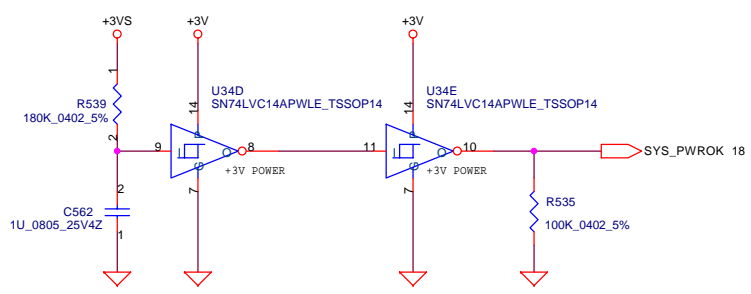 +3VS
+3V
+3V
1
R539
180K_0402_5%
2
14
U34D
SN74LVC14APWLE_TSSOP14
P
I
O
G
9
8
+3V POWER
7
14
U34E
SN74LVC14APWLE_TSSOP14
P
I
O
G
11
10
+3V POWER
7
SYS_PWROK 18
2
C562
1U_0805_25V4Z
1
R535
100K_0402_5%